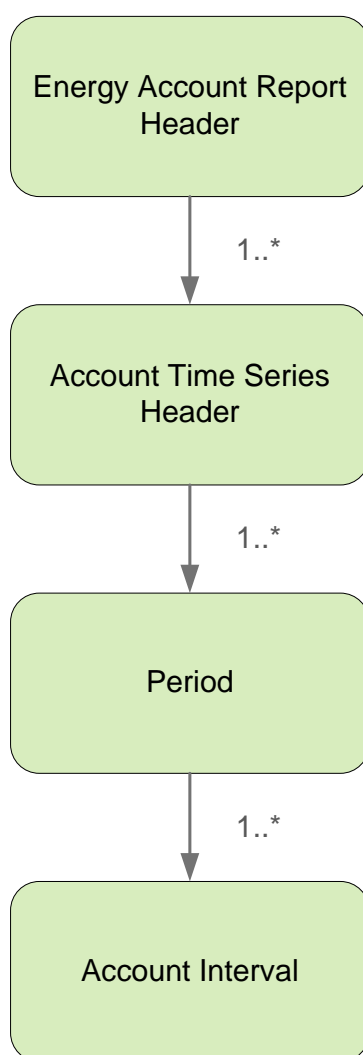 Energy Account Report
Header
1..*
Account Time Series
Header
1..*
Period
1..*
Account Interval